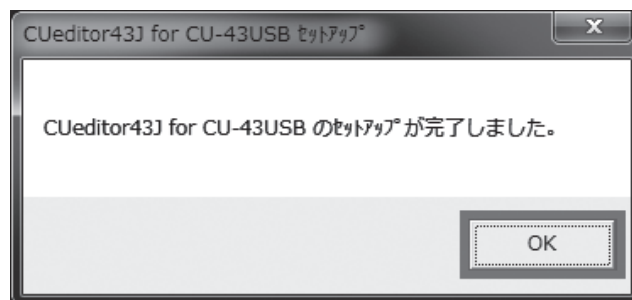 CUeditor43J for CU-43USB ｾｯﾄｱｯﾌﾟ
x
CUeditor43J for CU-43USB のｾｯﾄｱｯﾌﾟが完了しました。
OK